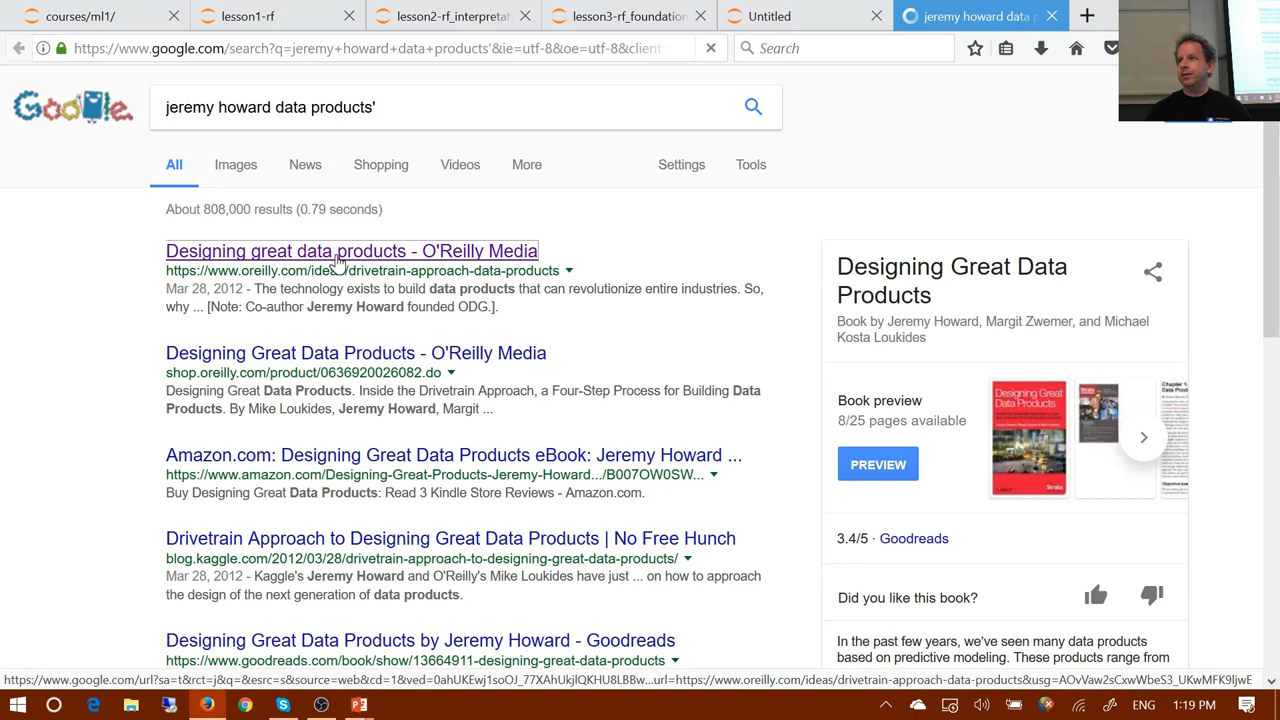 courses/ml1/
lesson1-rf
lesson2-rf_interpretat
lesson3-rf_foundation
Untitled
jeremy howard data p
https://www.google.com/search?q=jeremy+howard+data+products'&ie=utf-8&
utf-8&clie
Search
Google
jeremy howard data products'
All
Images
News
Shopping
Videos
More
Settings
Tools
About 808,000 results (0.79 seconds)
Designing great data products - O'Reilly Media
https://www.oreilly.com/ideas/drivetrain-approach-data-products
Mar 28, 2012 - The technology exists to build data products that can revolutionize entire industries. So,
why ... [Note: Co-author Jeremy Howard founded ODG.].
Designing Great Data Products - O'Reilly Media
shop.oreilly.com/product/0636920026082.do
Designing Great Data Products. Inside the Drivetrain Approach, a Four-Step Process for Building Data
Products. By Mike Loukides, Jeremy Howard, Margit ...
Amazon.com: Designing Great Data Products eBook: Jeremy Howard ...
https://www.amazon.com/Designing-Great-Data-Products-Jeremy-Howard-ebook/
Buy Designing Great Data Products: Read 3 Kindle Store Reviews - Amazon.com.
Drivetrain Approach to Designing Great Data Products | No Free Hunch
blog.kaggle.com/2012/03/28/drivetrain-approach-to-designing-great-data-products/
Mar 28, 2012 - Kaggle's Jeremy Howard and O'Reilly's Mike Loukides have just ... on how to approach
the design of the next generation of data products.
Designing Great Data Products by Jeremy Howard - Goodreads
https://www.goodreads.com/book/show/13664911-designing-great-data-products
Designing Great Data
Products
Book by Jeremy Howard, Margit Zwemer, and Michael
Kosta Loukides
Book preview
8/25 pages available
PREVIEW
Designing Great
Data Products
Strata
3.4/5 · Goodreads
Did you like this book?
In the past few years, we've seen many data products
based on predictive modeling. These products range from
https://www.google.com/url?sa=t&rct=j&q=&esrc=s&source=web&cd=1&ved=0ahUKEwj1soOJ_77XAhUkjlQKHU8LBBw...url=https://www.oreilly.com/ideas/drivetrain-approach-data-products&usg=AOvVaw2sCxwWbeS3_UKwMFK9ljwE
ENG
1:19 PM